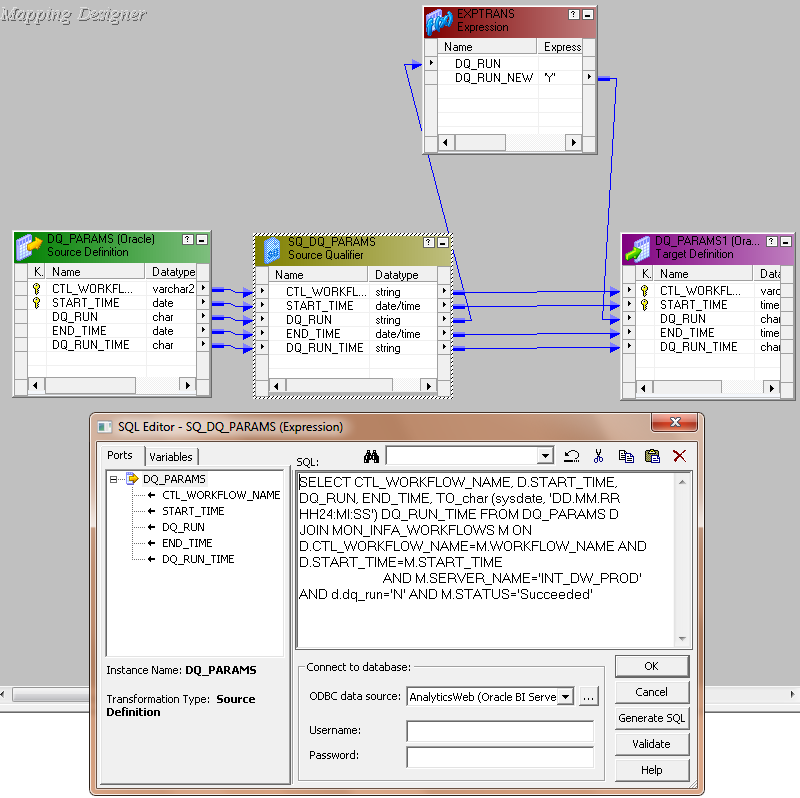 Mapping Designer
EXPTRANS
Expression
Name Express
DQ_RUN
DQ_RUN_NEW 'Y'
DQ_PARAMS (Oracle)
Source Definition
K. Name Datatype
CTL_WORKFL... varchar2
START_TIME date
DQ_RUN char
END_TIME date
DQ_RUN_TIME char
SQ_DQ_PARAMS
Source Qualifier
Name Datatype
CTL_WORKFL... string
START_TIME date/time
DQ_RUN string
END_TIME date/time
DQ_RUN_TIME string
DQ_PARAMS1 (Ora...
Target Definition
K. Name Data
CTL_WORKFL... varc
START_TIME time
DQ_RUN char
END_TIME time
DQ_RUN_TIME char
SQL Editor - SQ_DQ_PARAMS (Expression)
Ports Variables
DQ_PARAMS
CTL_WORKFLOW_NAME
START_TIME
DQ_RUN
END_TIME
DQ_RUN_TIME
Instance Name: DQ_PARAMS
Transformation Type: Source
Definition
SQL:
SELECT CTL_WORKFLOW_NAME, D.START_TIME,
DQ_RUN, END_TIME, TO_char (sysdate, 'DD.MM.RR
HH24:MI:SS') DQ_RUN_TIME FROM DQ_PARAMS D
JOIN MON_INFA_WORKFLOWS M ON
D.CTL_WORKFLOW_NAME=M.WORKFLOW_NAME AND
D.START_TIME=M.START_TIME
AND M.SERVER_NAME='INT_DW_PROD'
AND d.dq_run='N' AND M.STATUS='Succeeded'
Connect to database:
ODBC data source: AnalyticsWeb (Oracle BI Serve ...
Username:
Password:
OK
Cancel
Generate SQL
Validate
Help